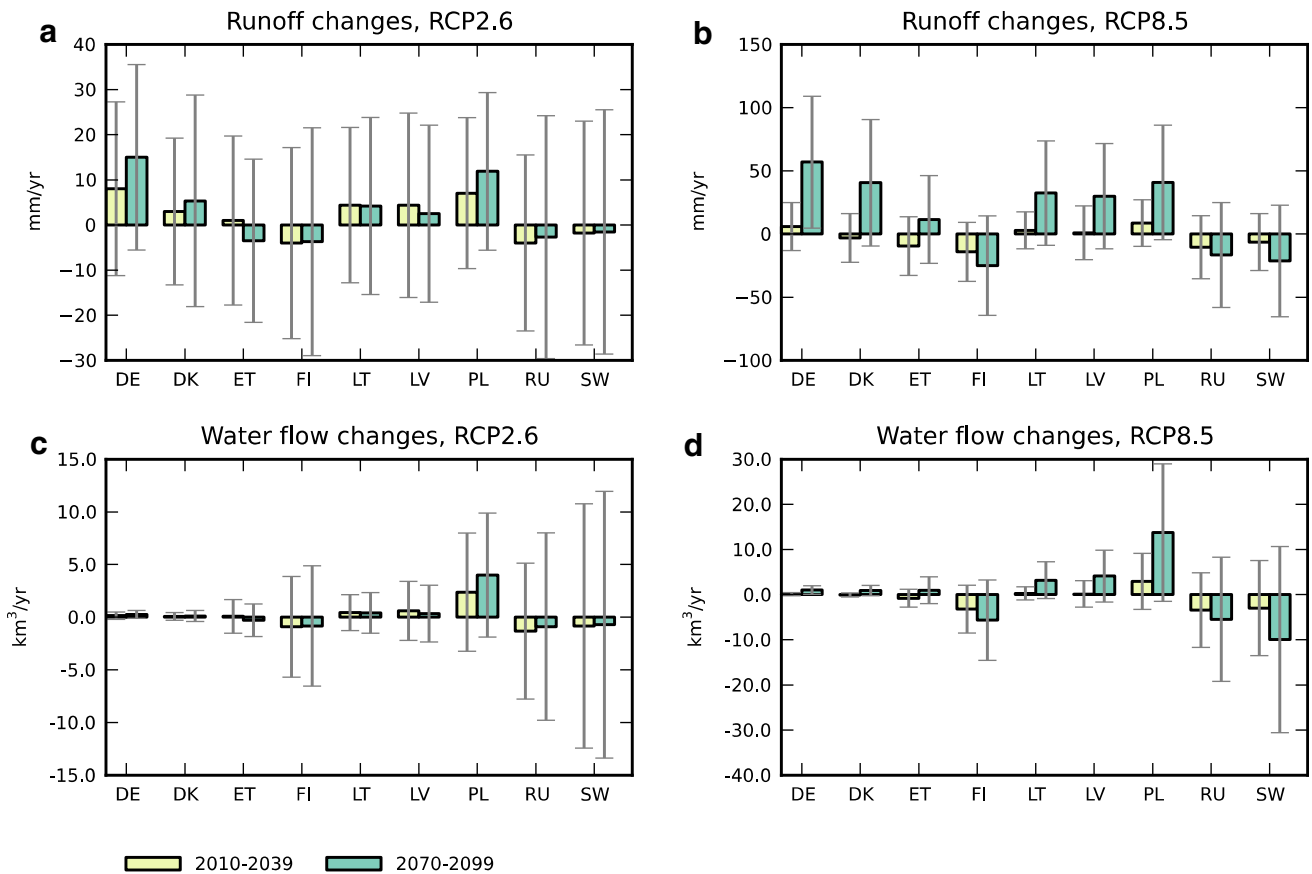 a
Runoff changes, RCP2.6
40
30
20
10
0
−10
−20
−30
mm/yr
DE DK ET FI LT LV PL RU SW
b
Runoff changes, RCP8.5
150
100
50
0
−50
−100
mm/yr
DE DK ET FI LT LV PL RU SW
c
Water flow changes, RCP2.6
15.0
10.0
5.0
0.0
-5.0
-10.0
-15.0
km³/yr
DE DK ET FI LT LV PL RU SW
d
Water flow changes, RCP8.5
30.0
20.0
10.0
0.0
-10.0
-20.0
-30.0
-40.0
km³/yr
DE DK ET FI LT LV PL RU SW
2010-2039 2070-2099